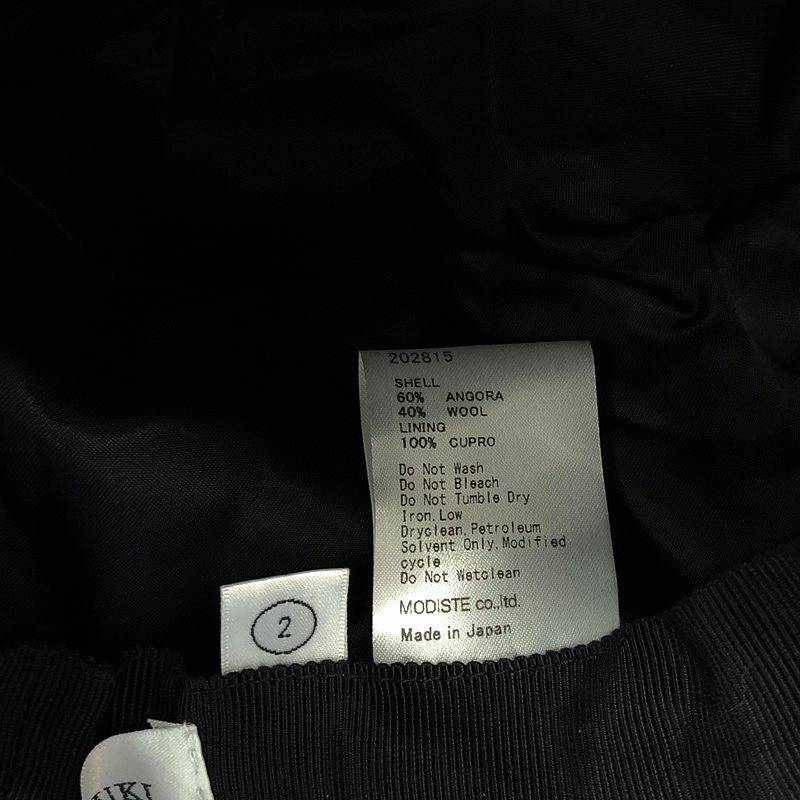 202815
SHELL
60% ANGORA
40% WOOL
LINING
100% CUPRO
Do Not Wash
Do Not Bleach
Do Not Tumble Dry
Iron,Low
Dryclean,Petroleum
Solvent Only,Modified
cycle
Do Not Wetclean
MODISTE co.,ltd.
Made in Japan
2